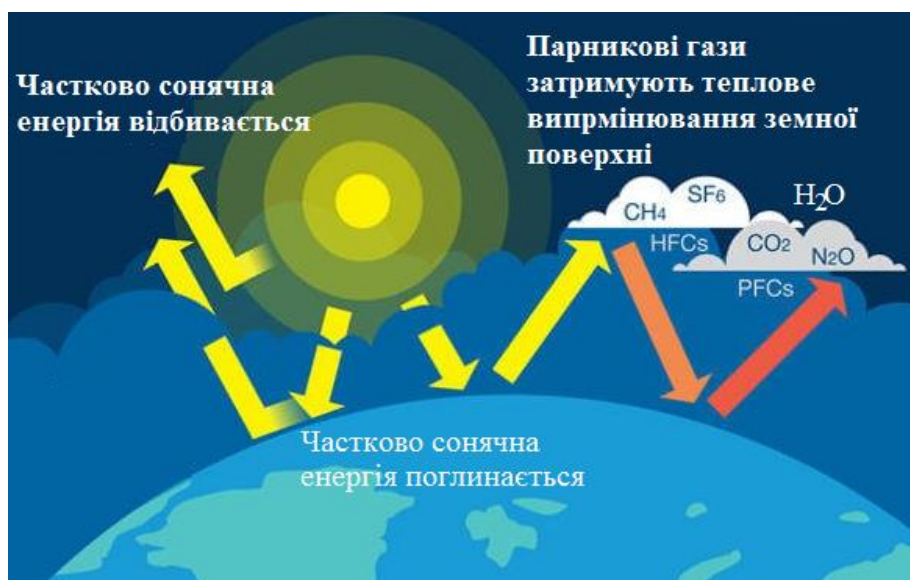 Частково сонячна
енергія відбивається
Парникові гази
затримують теплове
випрмінювання земної
поверхні
SF6
H2O
CH4
HFCs
CO2
N2O
PFCs
Частково сонячна
енергія поглинається